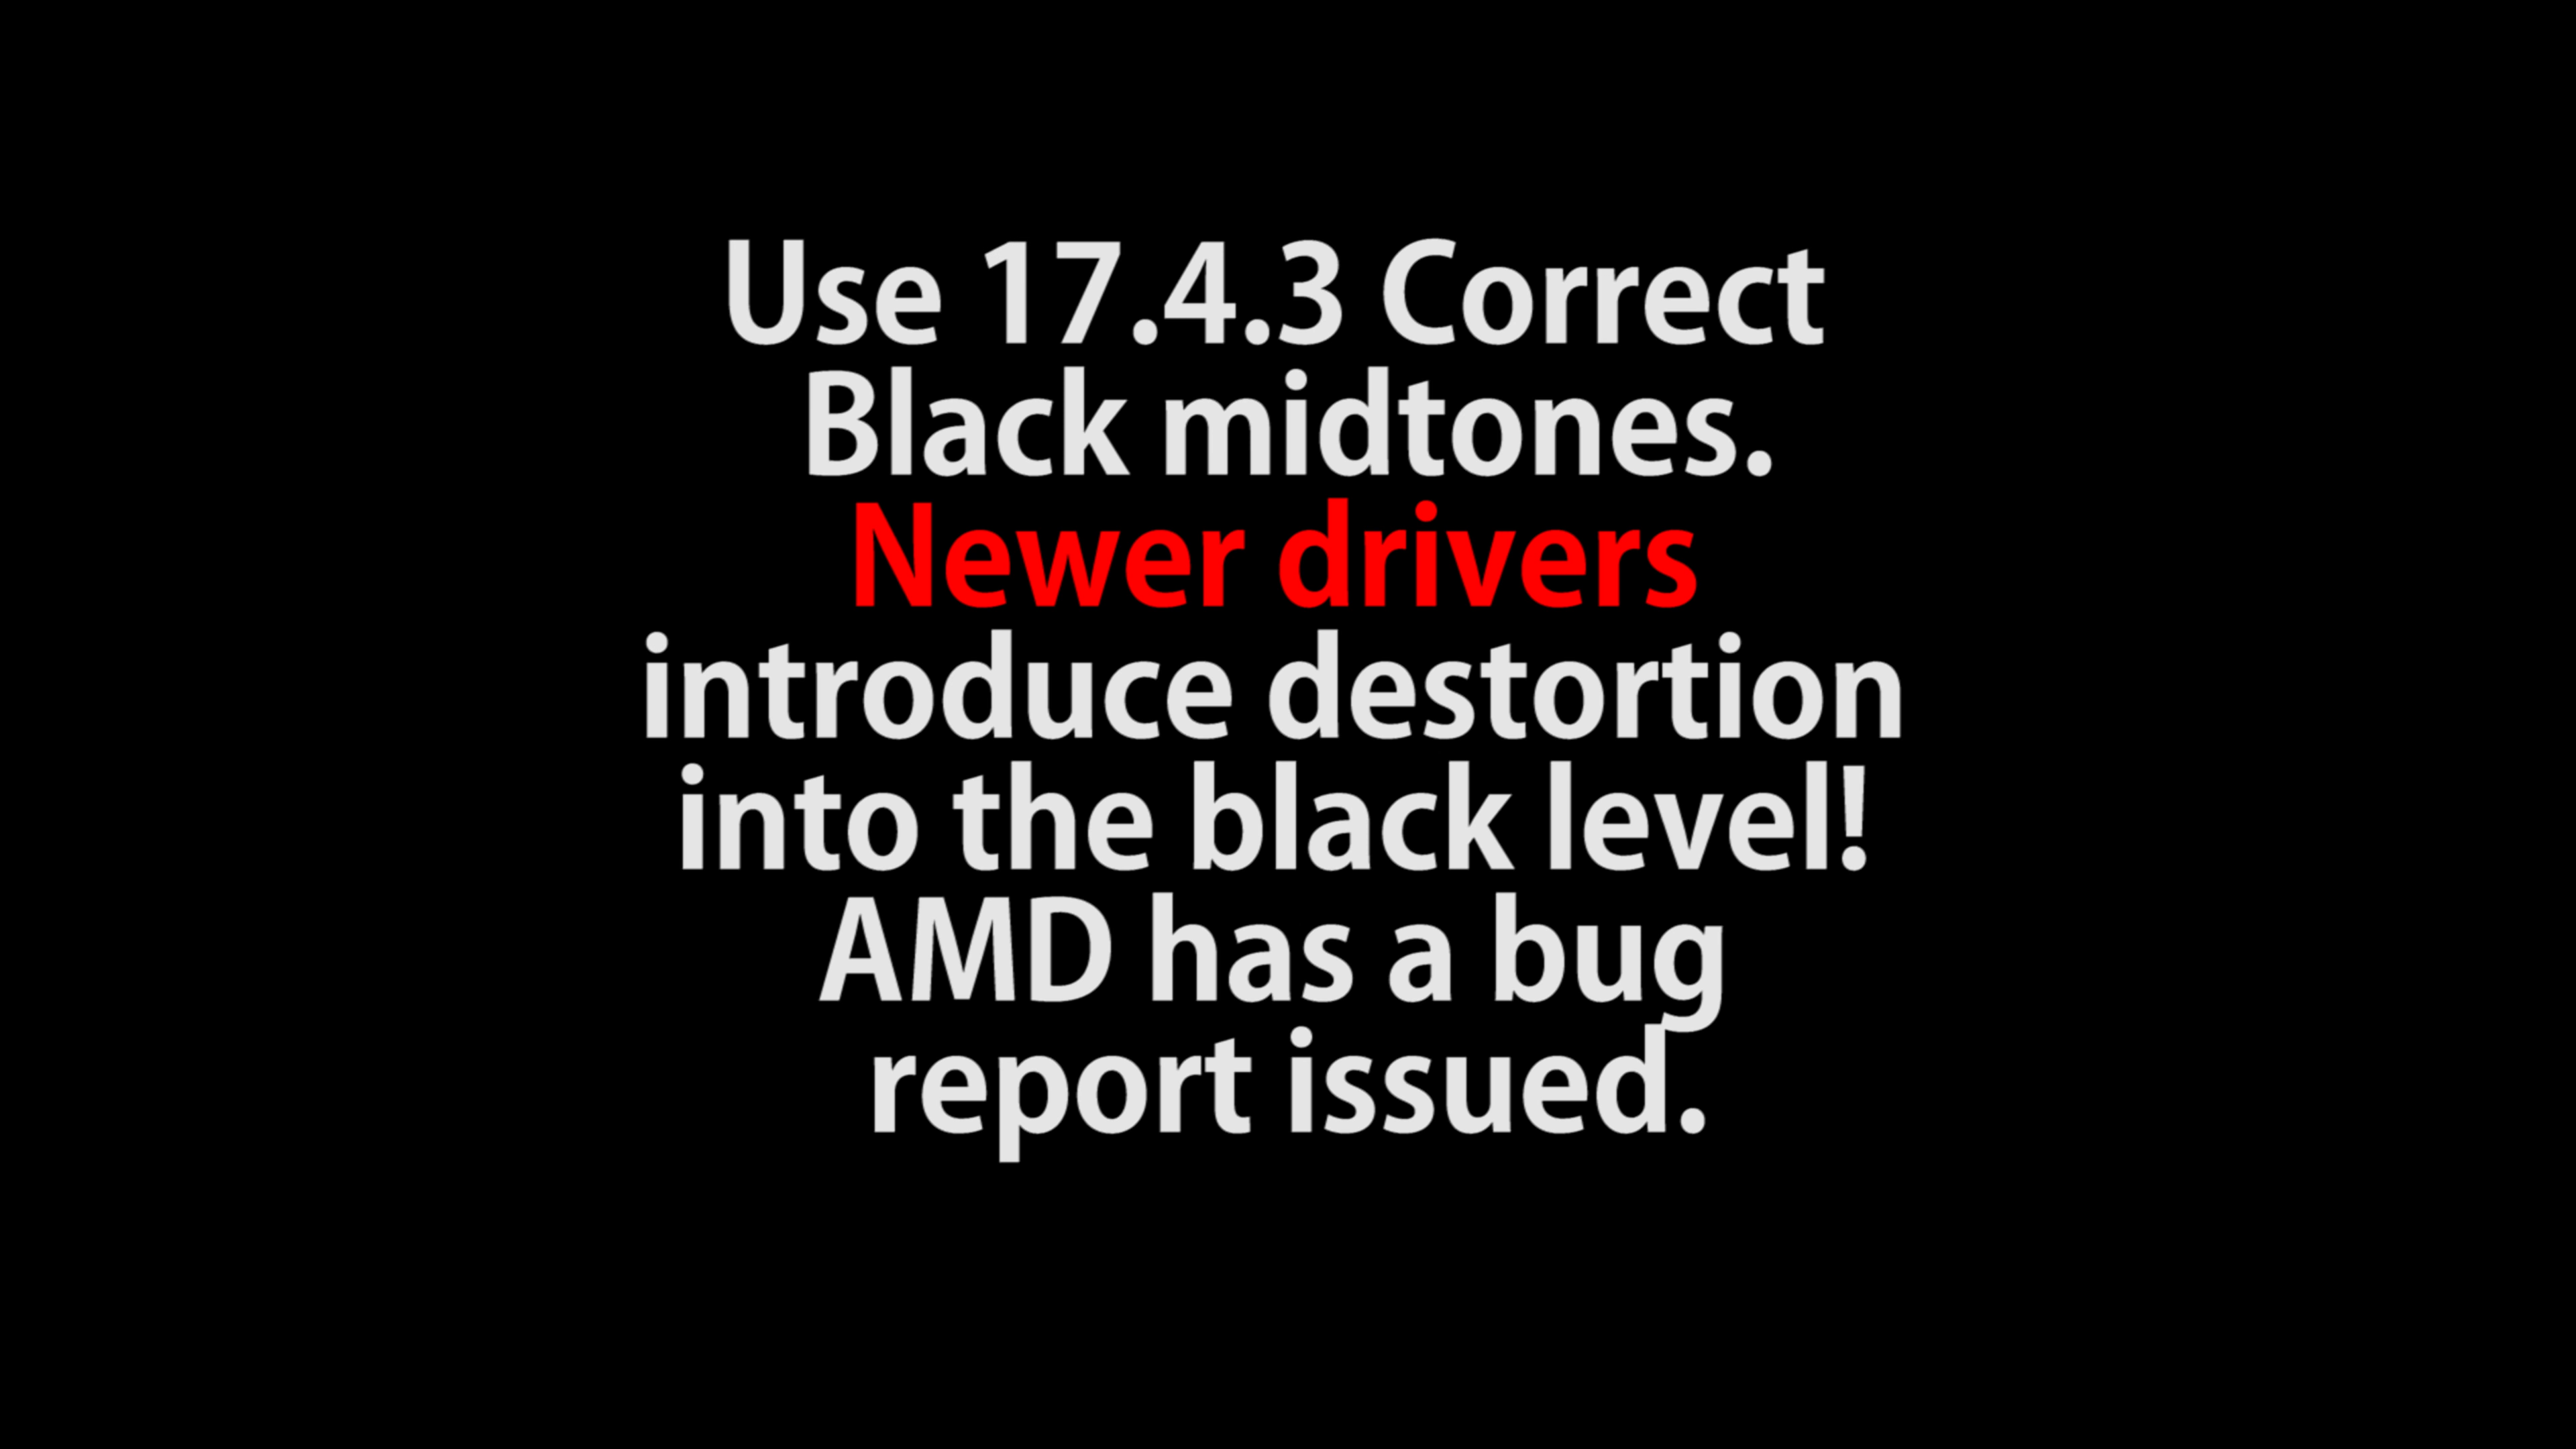 Use 17.4.3 Correct
Black midtones.
Newer drivers
introduce destortion
into the black level!
AMD has a bug
report issued.